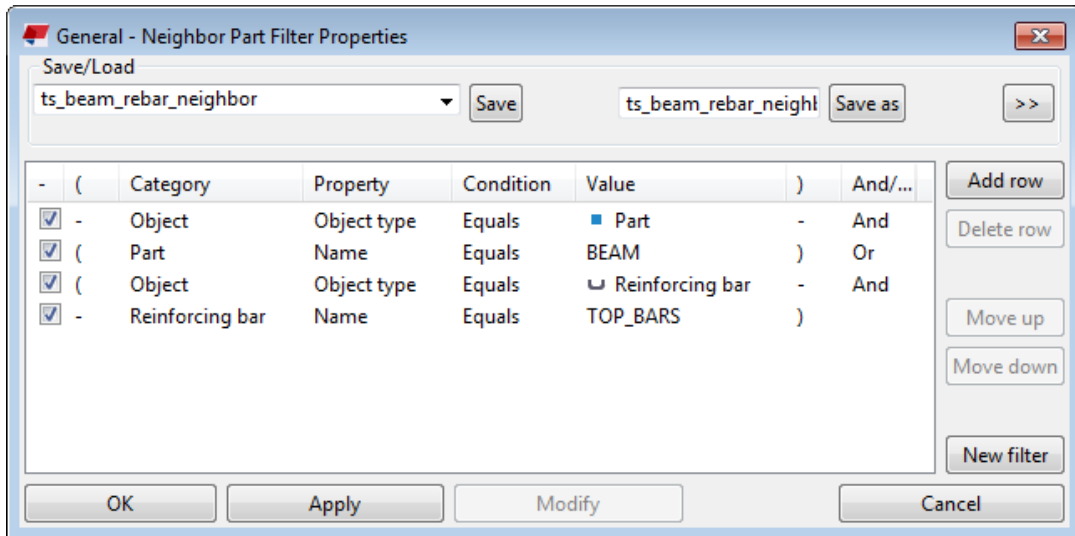 General - Neighbor Part Filter Properties
Save/Load
ts_beam_rebar_neighbor Save ts_beam_rebar_neighl Save as >>
- ( Category Property Condition Value ) And/...
- Object Object type Equals Part - And
( Part Name Equals BEAM ) Or
( Object Object type Equals Reinforcing bar - And
- Reinforcing bar Name Equals TOP_BARS )
Add row
Delete row
Move up
Move down
New filter
OK Apply Modify Cancel